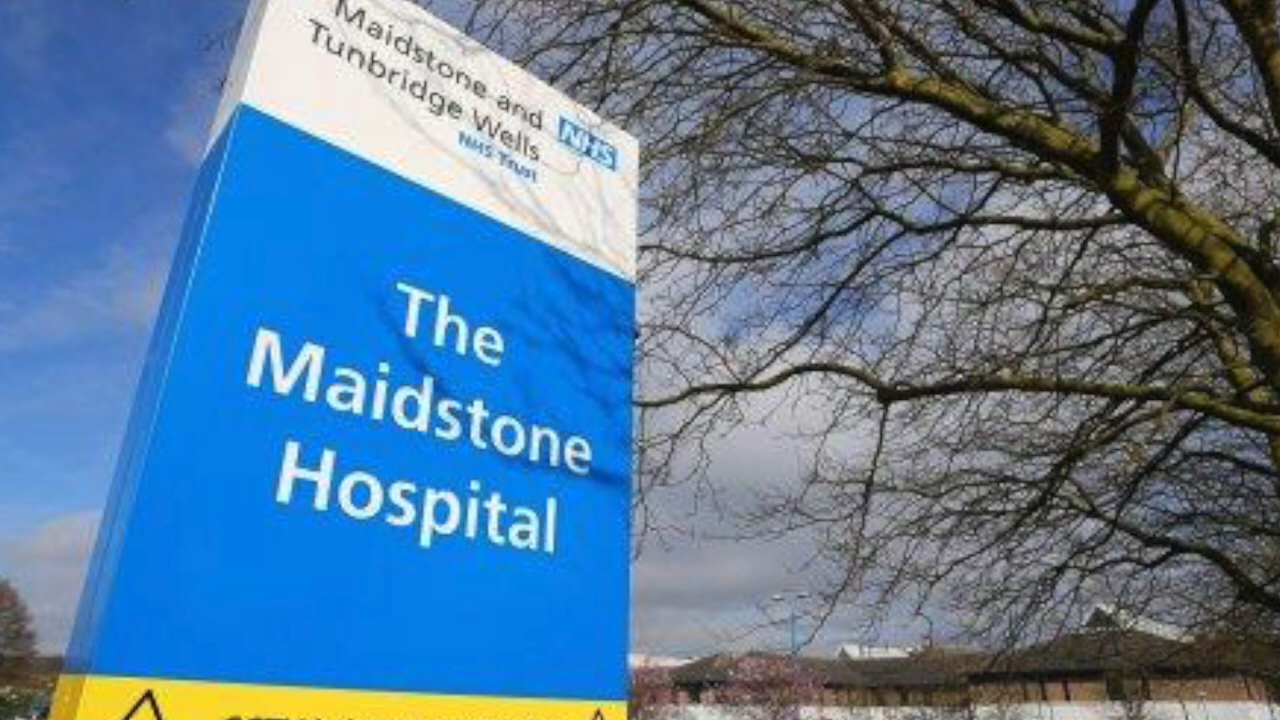 Maidstone and
Tunbridge Wells
NHS
NHS Trust
The
Maidstone
Hospital